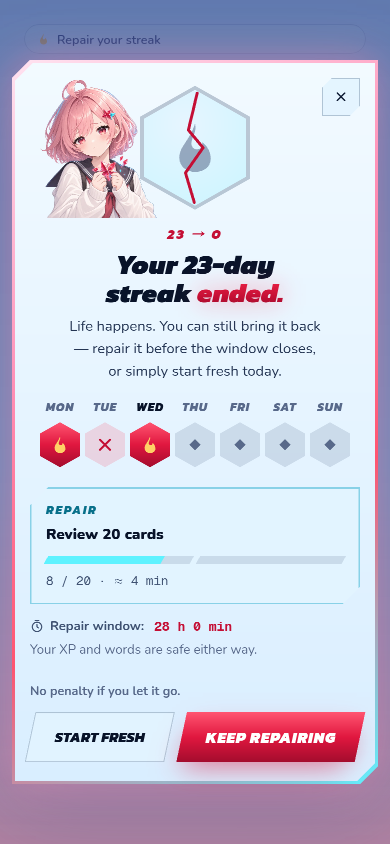 Repair your streak
23 → 0
Your 23-day
streak ended.
Life happens. You can still bring it back
— repair it before the window closes,
or simply start fresh today.
MON TUE WED THU FRI SAT SUN
REPAIR
Review 20 cards
8 / 20 · ≈ 4 min
Repair window: 28 h 0 min
Your XP and words are safe either way.
No penalty if you let it go.
START FRESH KEEP REPAIRING